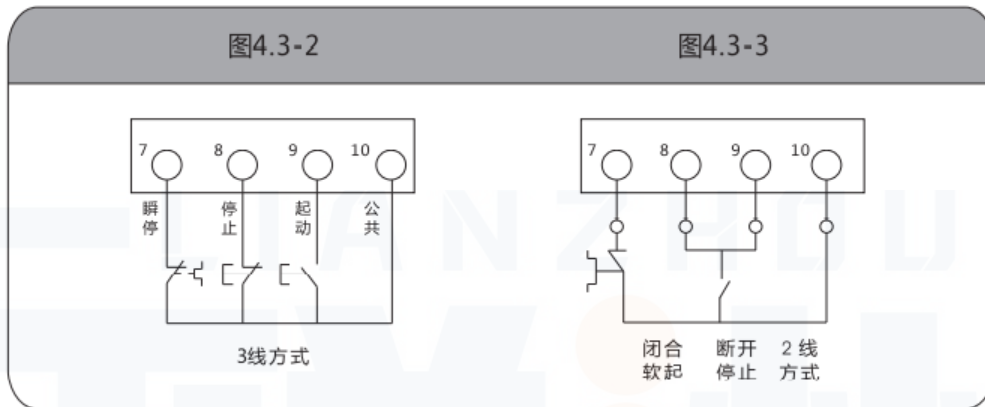 图4.3-2
图4.3-3
7 8 9 10
瞬停 停止 起动 公共
3线方式
7 8 9 10
闭合 断开 2 线
软起 停止 方式
LIANZHOU